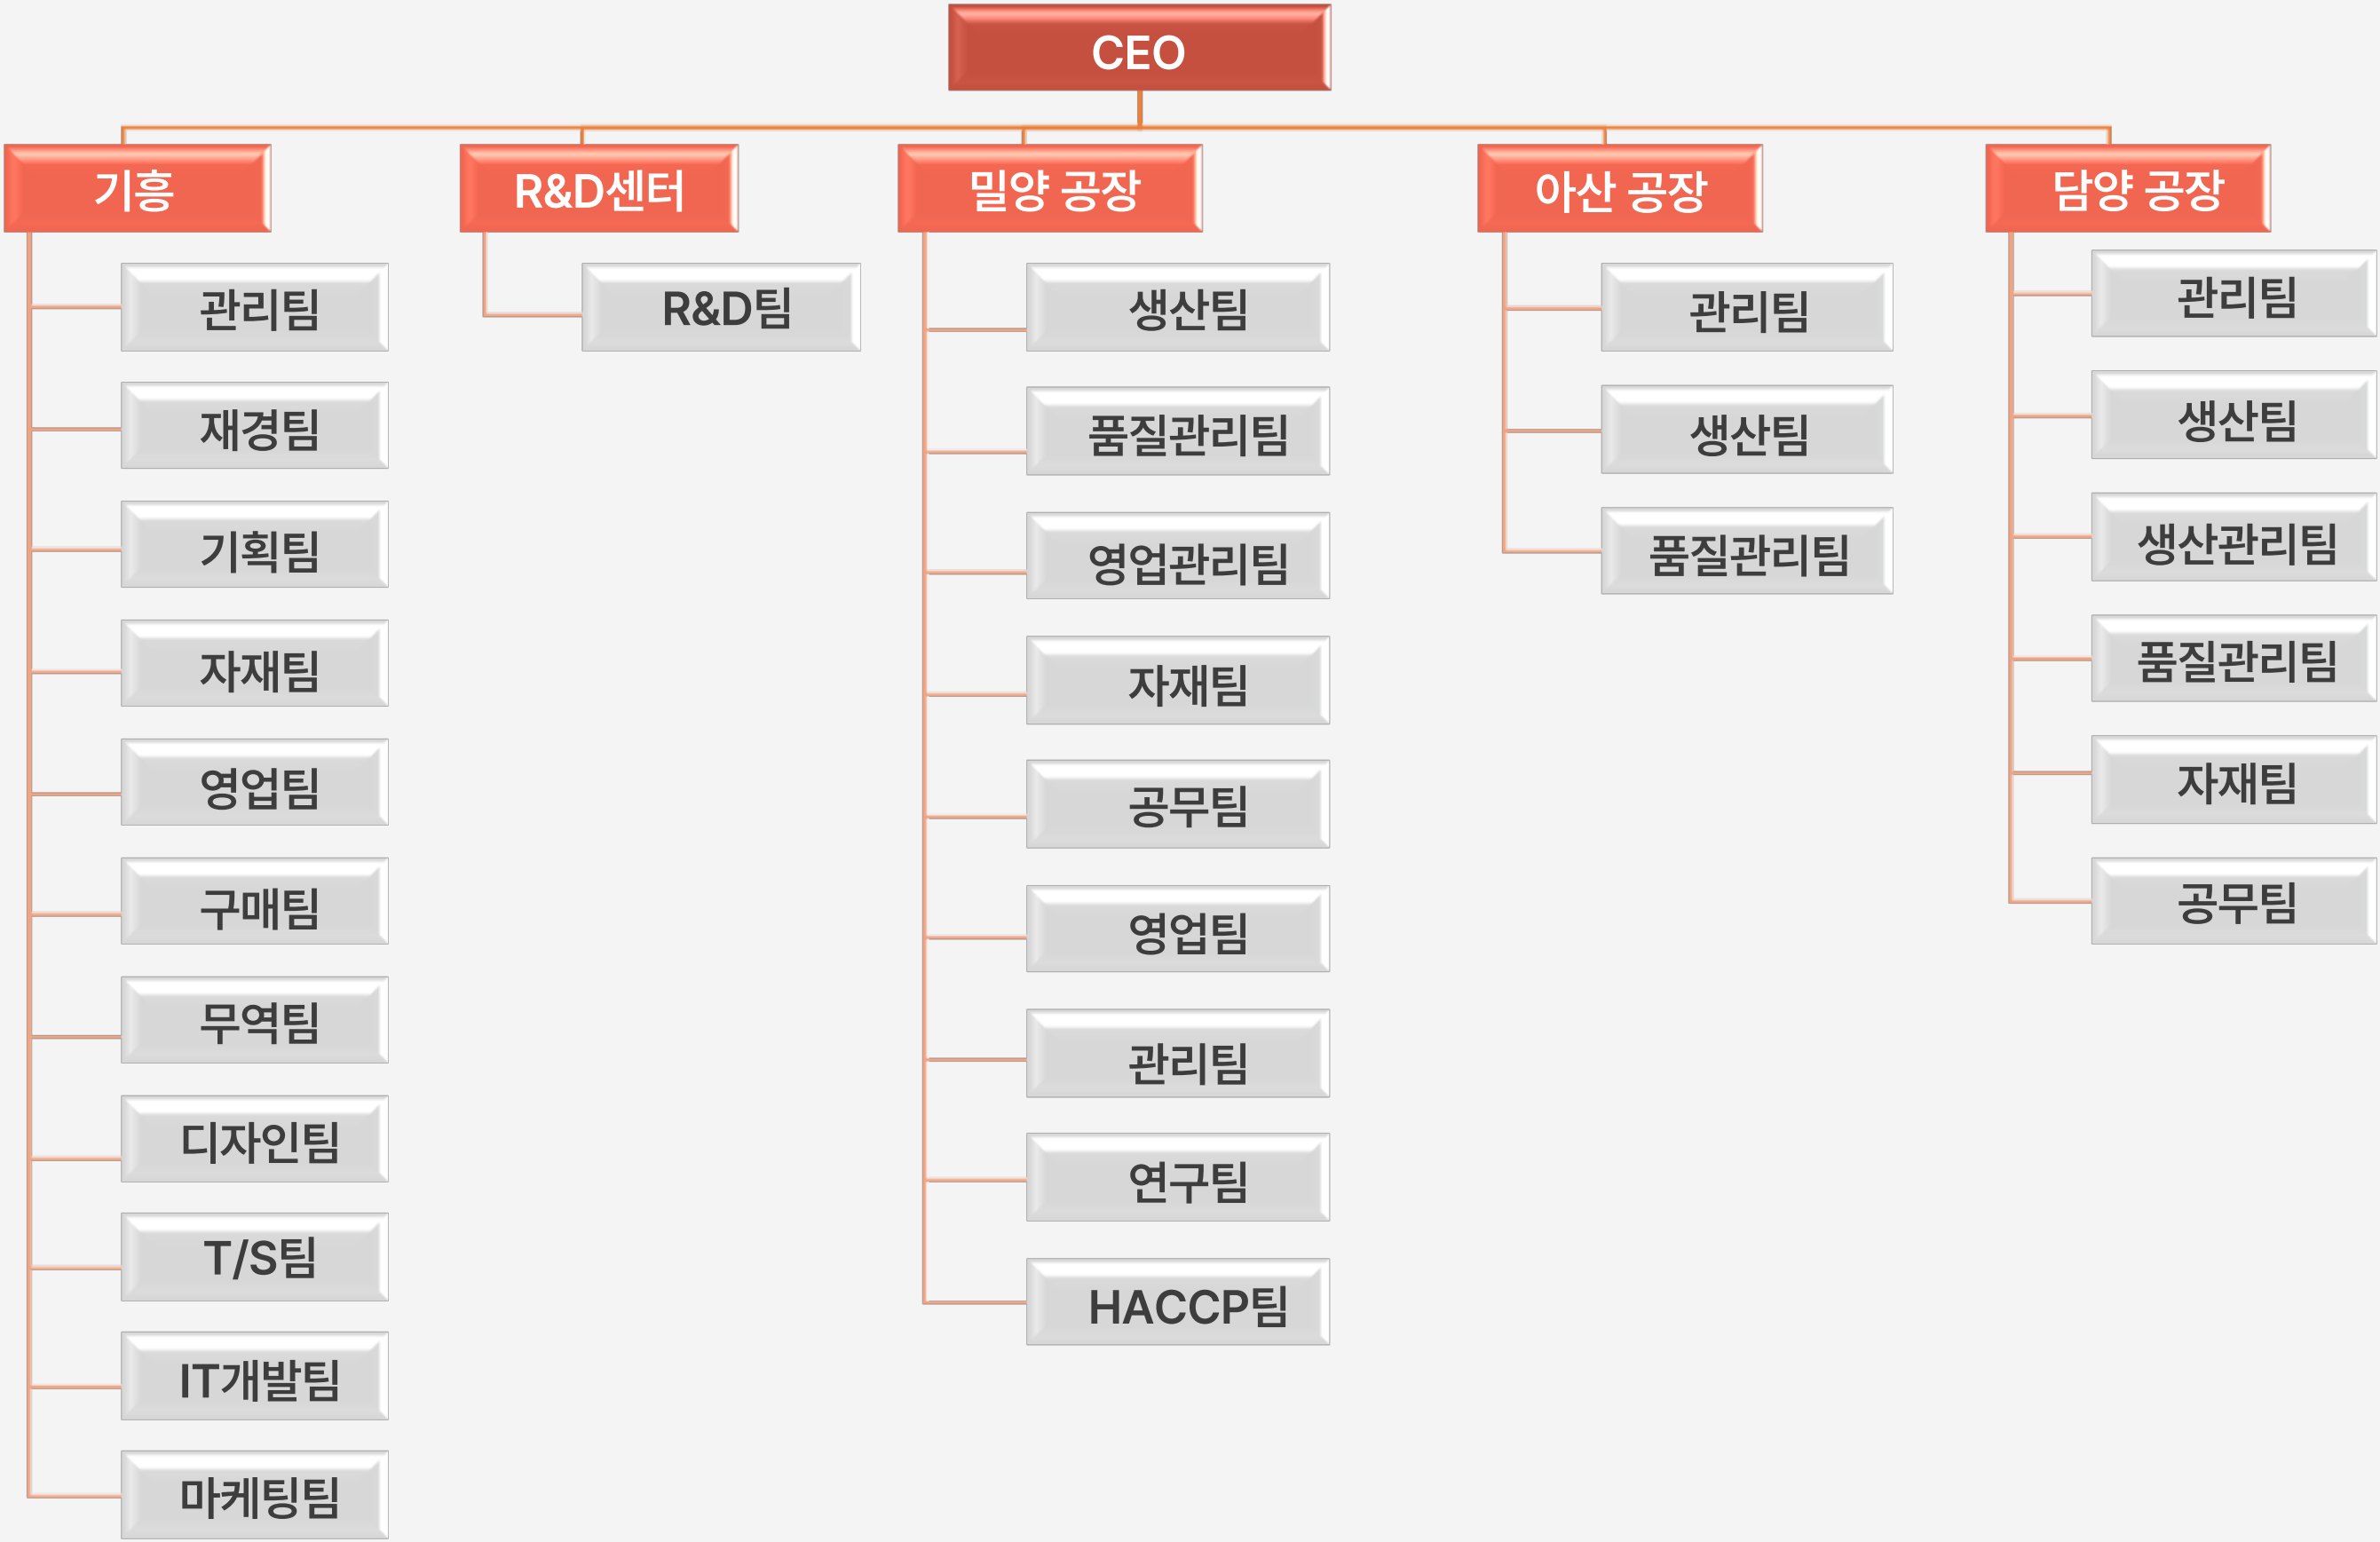 CEO
기흥
R&D센터
밀양 공장
아산 공장
담양 공장
관리팀
재경팀
기획팀
자재팀
영업팀
구매팀
무역팀
디자인팀
T/S팀
IT개발팀
마케팅팀
R&D팀
생산팀
품질관리팀
영업관리팀
자재팀
공무팀
영업팀
관리팀
연구팀
HACCP팀
관리팀
생산팀
품질관리팀
관리팀
생산팀
생산관리팀
품질관리팀
자재팀
공무팀